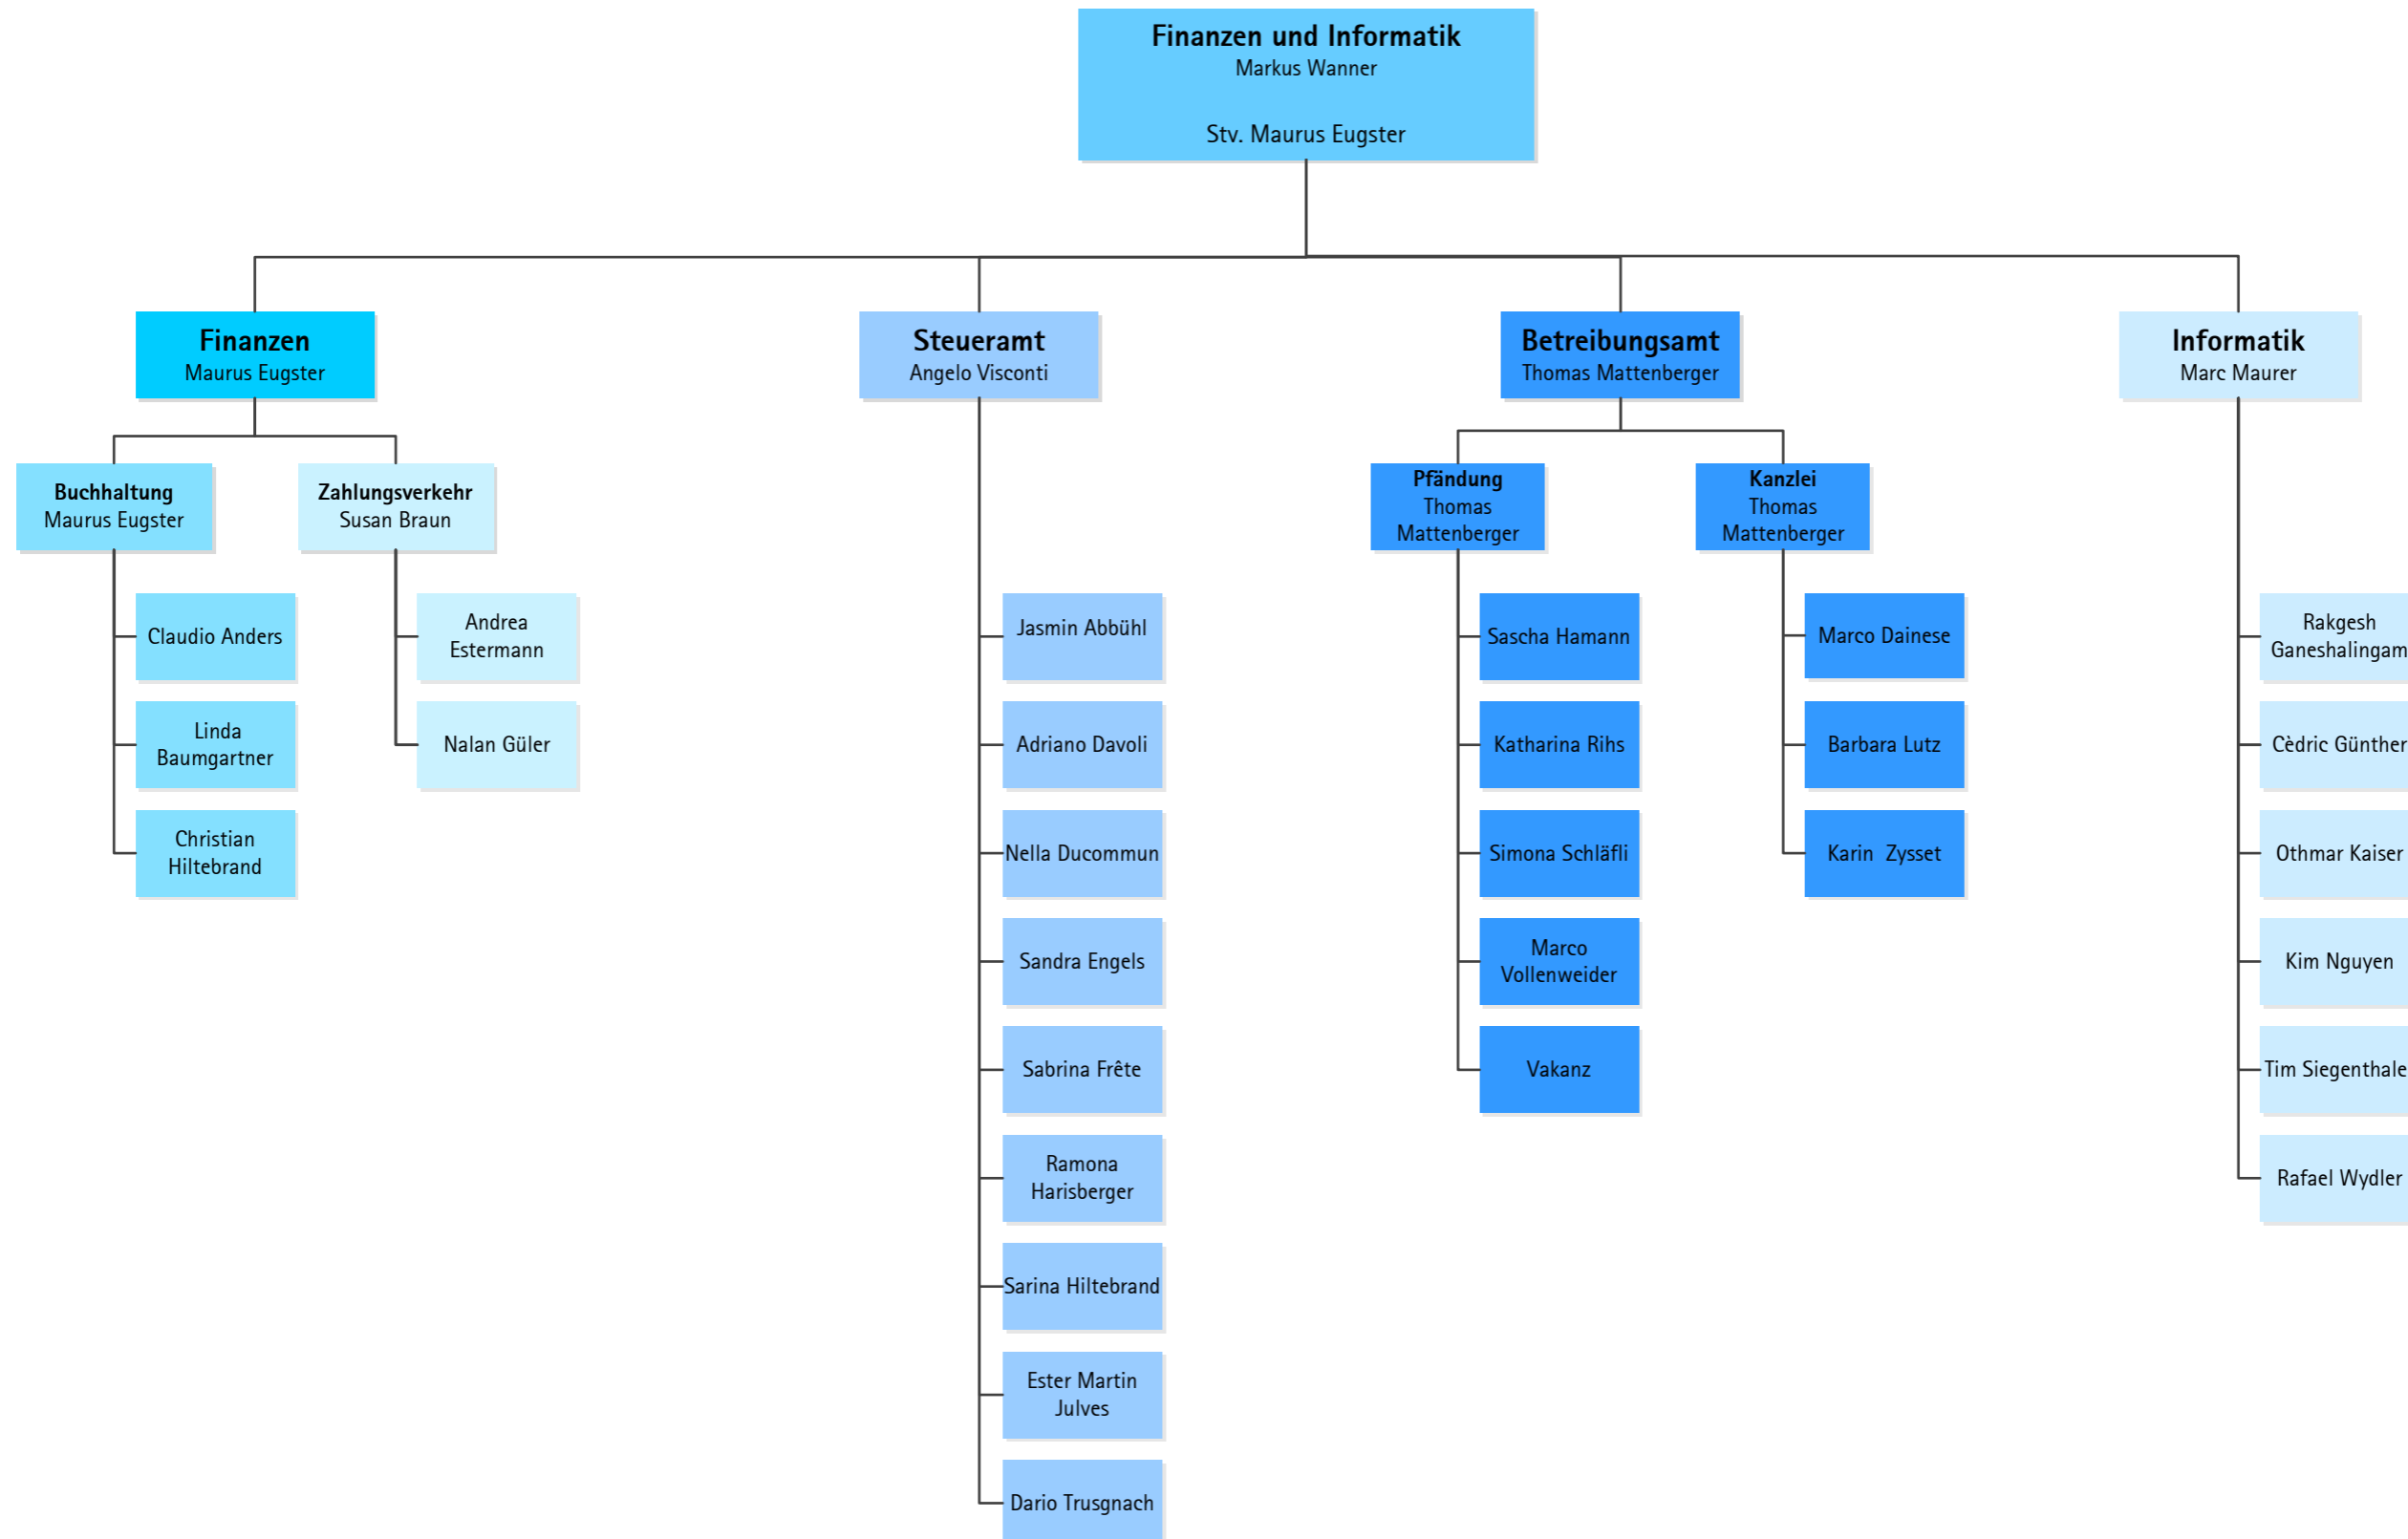 Finanzen und Informatik
Markus Wanner
Stv. Maurus Eugster
Finanzen
Maurus Eugster
Steueramt
Angelo Visconti
Betreibungsamt
Thomas Mattenberger
Informatik
Marc Maurer
Buchhaltung
Maurus Eugster
Zahlungsverkehr
Susan Braun
Pfändung
Thomas
Mattenberger
Kanzlei
Thomas
Mattenberger
Claudio Anders
Linda
Baumgartner
Christian
Hiltebrand
Andrea
Estermann
Nalan Güler
Jasmin Abbühl
Adriano Davoli
Nella Ducommun
Sandra Engels
Sabrina Frête
Ramona
Harisberger
Sarina Hiltebrand
Ester Martin
Julves
Dario Trusgnach
Sascha Hamann
Katharina Rihs
Simona Schläfli
Marco
Vollenweider
Vakanz
Marco Dainese
Barbara Lutz
Karin  Zysset
Rakgesh
Ganeshalingam
Cèdric Günther
Othmar Kaiser
Kim Nguyen
Tim Siegenthale
Rafael Wydler